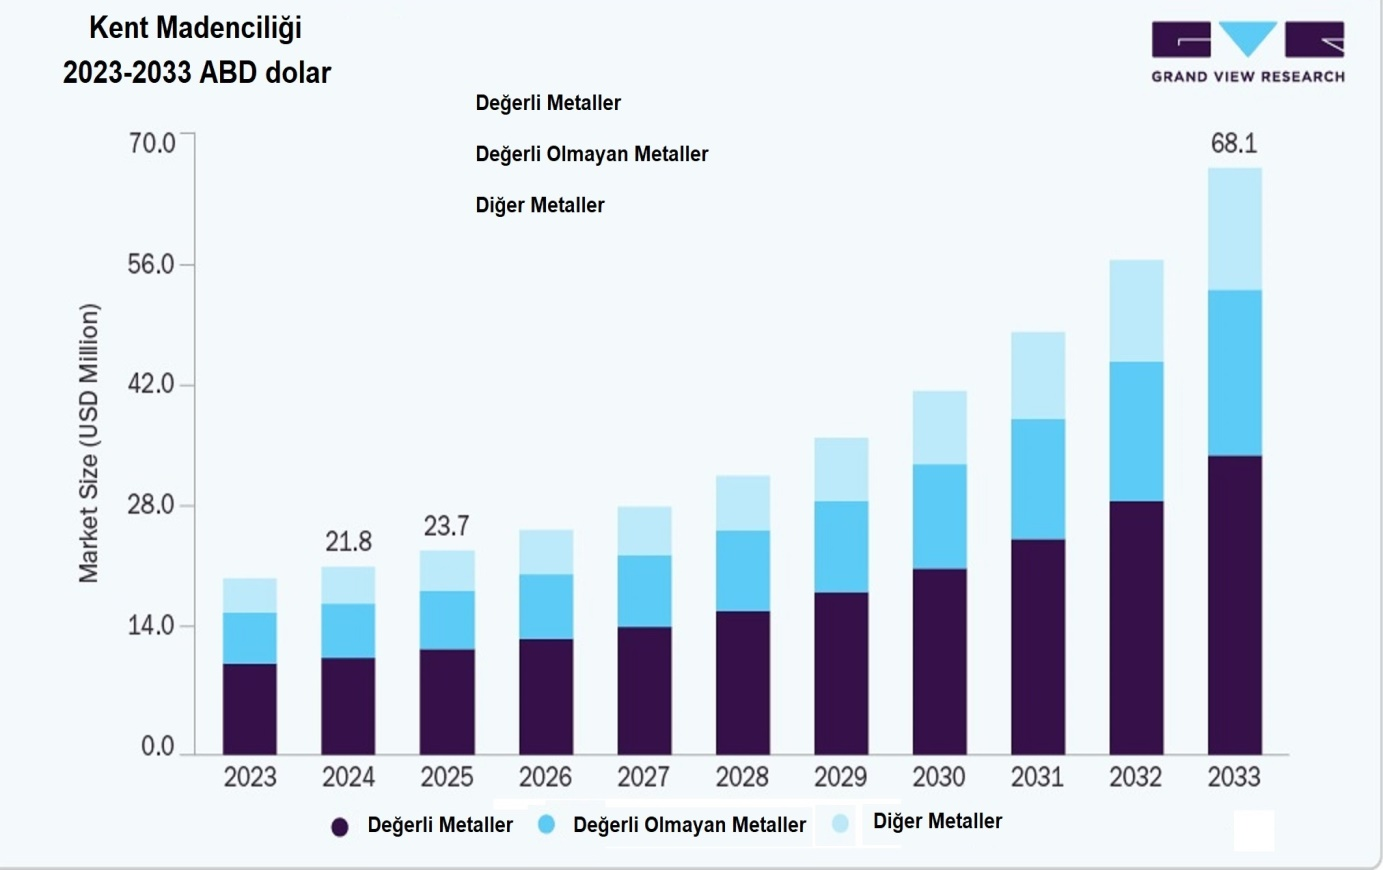 Kent Madenciliği
2023-2033 ABD dolar
GRAND VIEW RESEARCH
Değerli Metaller
Değerli Olmayan Metaller
Diğer Metaller
Market Size (USD Million)
70.0
56.0
42.0
28.0
14.0
0.0
21.8
23.7
68.1
2023 2024 2025 2026 2027 2028 2029 2030 2031 2032 2033
Değerli Metaller Değerli Olmayan Metaller Diğer Metaller